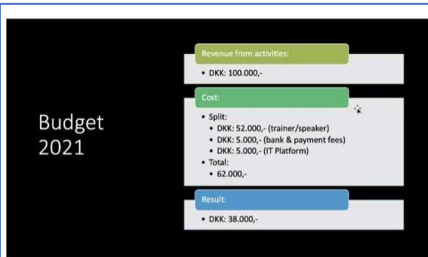 Budget
2021
Revenue from activities:
• DKK: 100.000,-
Cost:
• Split:
• DKK: 52.000,- (trainer/speaker)
• DKK: 5.000,- (bank & payment fees)
• DKK: 5.000,- (IT Platform)
• Total:
• 62.000,-
Result:
• DKK: 38.000,-